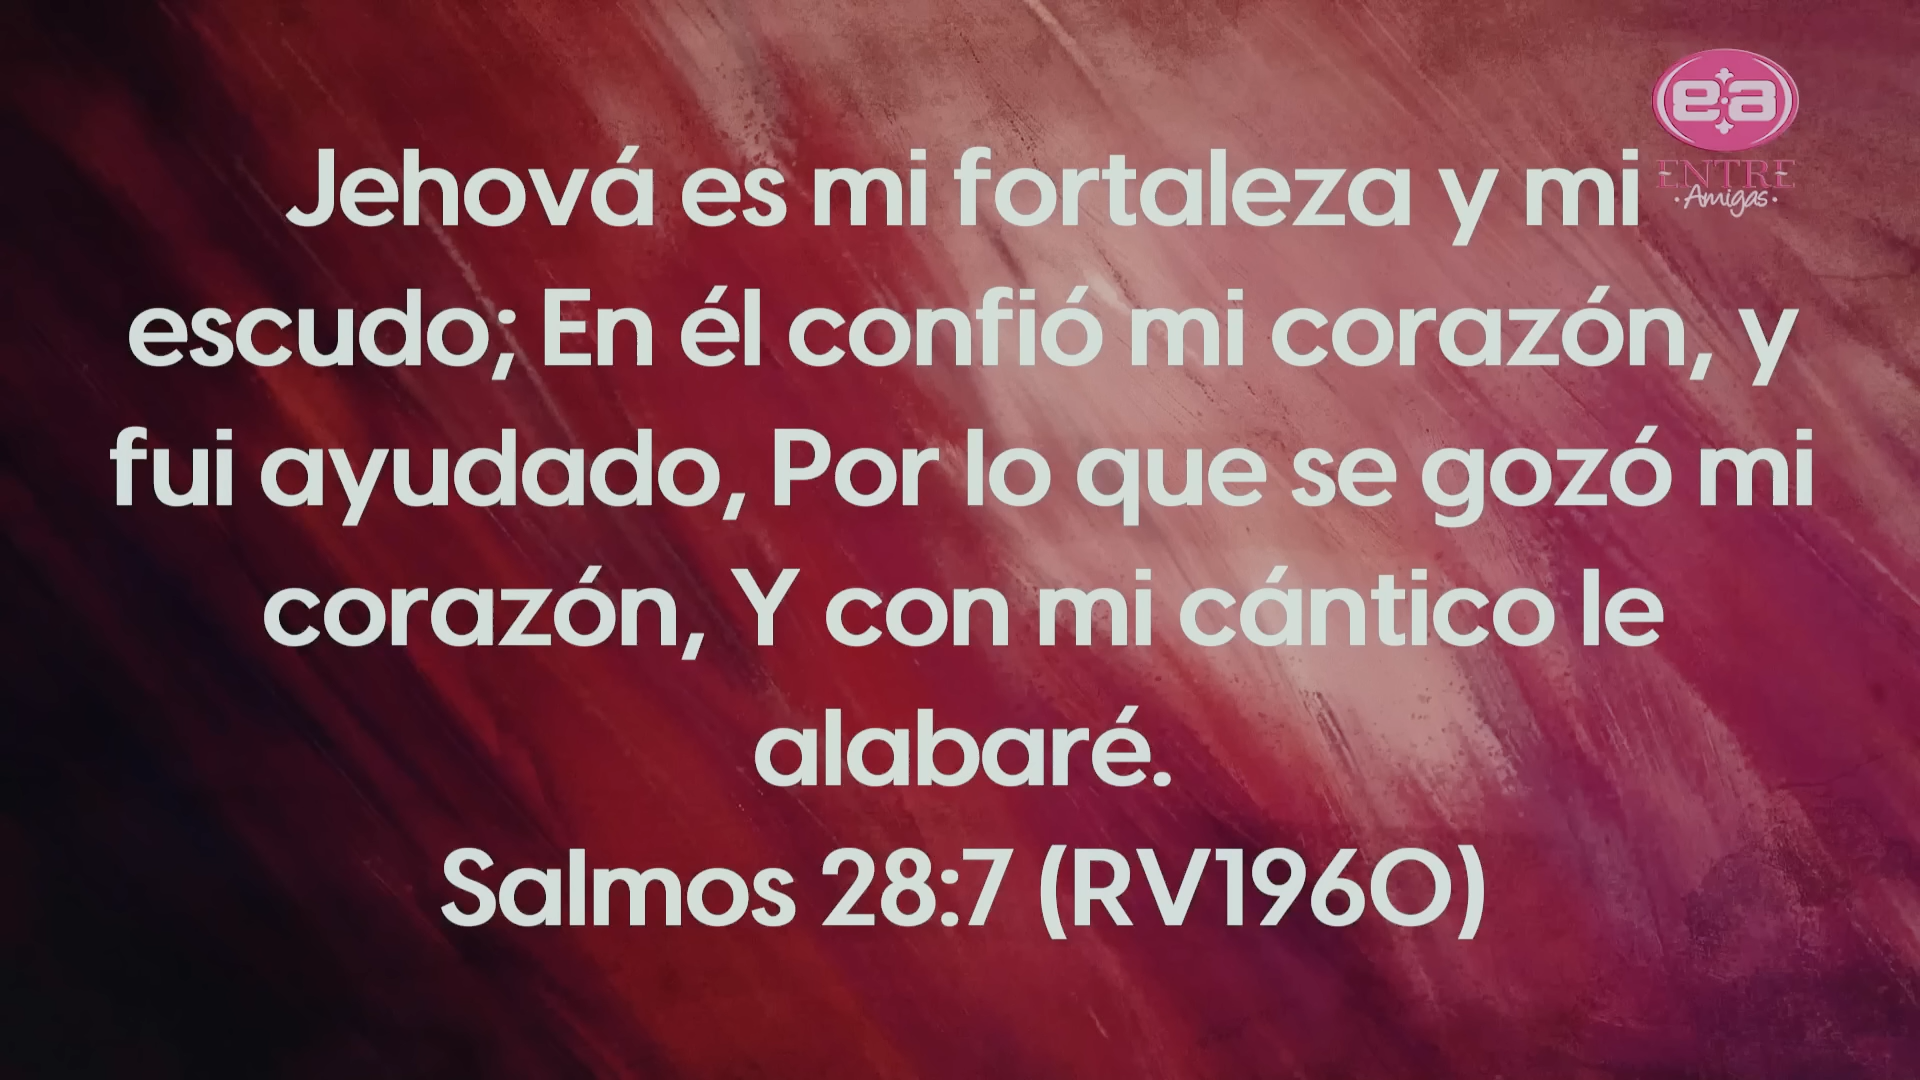 Jehová es mi fortaleza y mi
escudo; En él confió mi corazón, y
fui ayudado, Por lo que se gozó mi
corazón, Y con mi cántico le
alabaré.
Salmos 28:7 (RV1960)
ea
ENTRE
·Amigas·